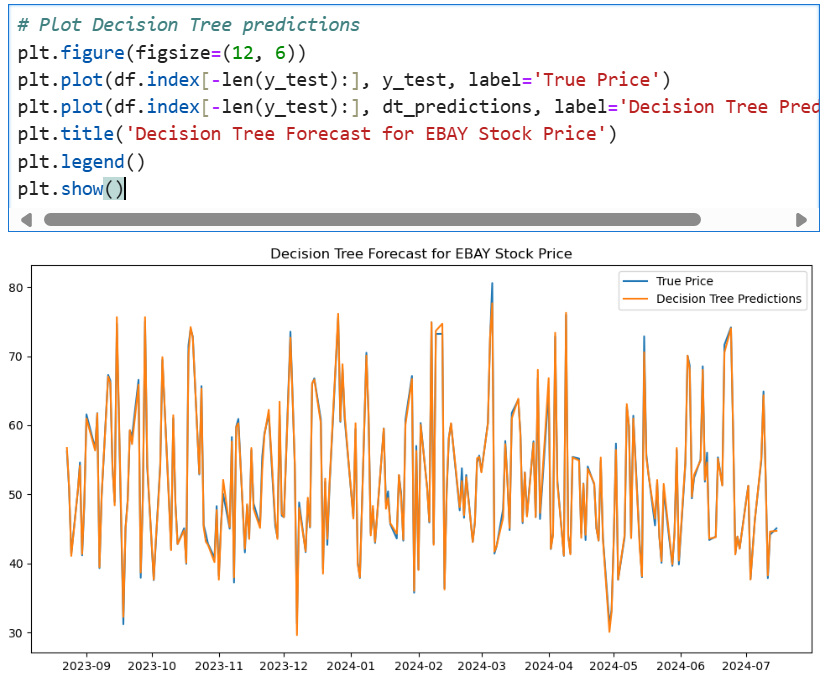 # Plot Decision Tree predictions
plt.figure(figsize=(12, 6))
plt.plot(df.index[-len(y_test):], y_test, label='True Price')
plt.plot(df.index[-len(y_test):], dt_predictions, label='Decision Tree Pred
plt.title('Decision Tree Forecast for EBAY Stock Price')
plt.legend()
plt.show()
Decision Tree Forecast for EBAY Stock Price
True Price
Decision Tree Predictions
80
70
60
50
40
30
2023-09 2023-10 2023-11 2023-12 2024-01 2024-02 2024-03 2024-04 2024-05 2024-06 2024-07